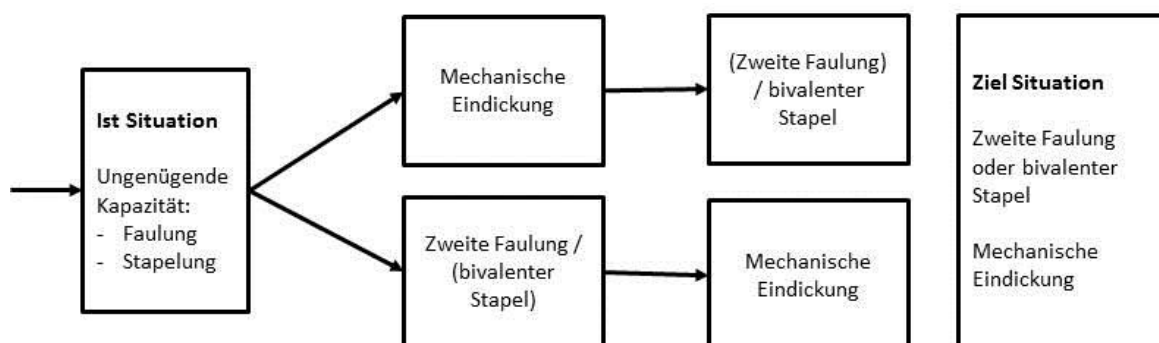 Ist Situation
Ungenügende
Kapazität:
- Faulung
- Stapelung
Mechanische
Eindickung
(Zweite Faulung)
/ bivalenter
Stapel
Zweite Faulung /
(bivalenter
Stapel)
Mechanische
Eindickung
Ziel Situation
Zweite Faulung
oder bivalenter
Stapel
Mechanische
Eindickung